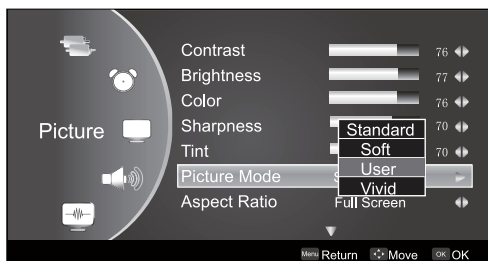 Picture
Contrast 76
Brightness 77
Color 76
Sharpness 70
Tint 70
Picture Mode
Aspect Ratio Full Screen
Standard
Soft
User
Vivid
Menu Return Move OK OK